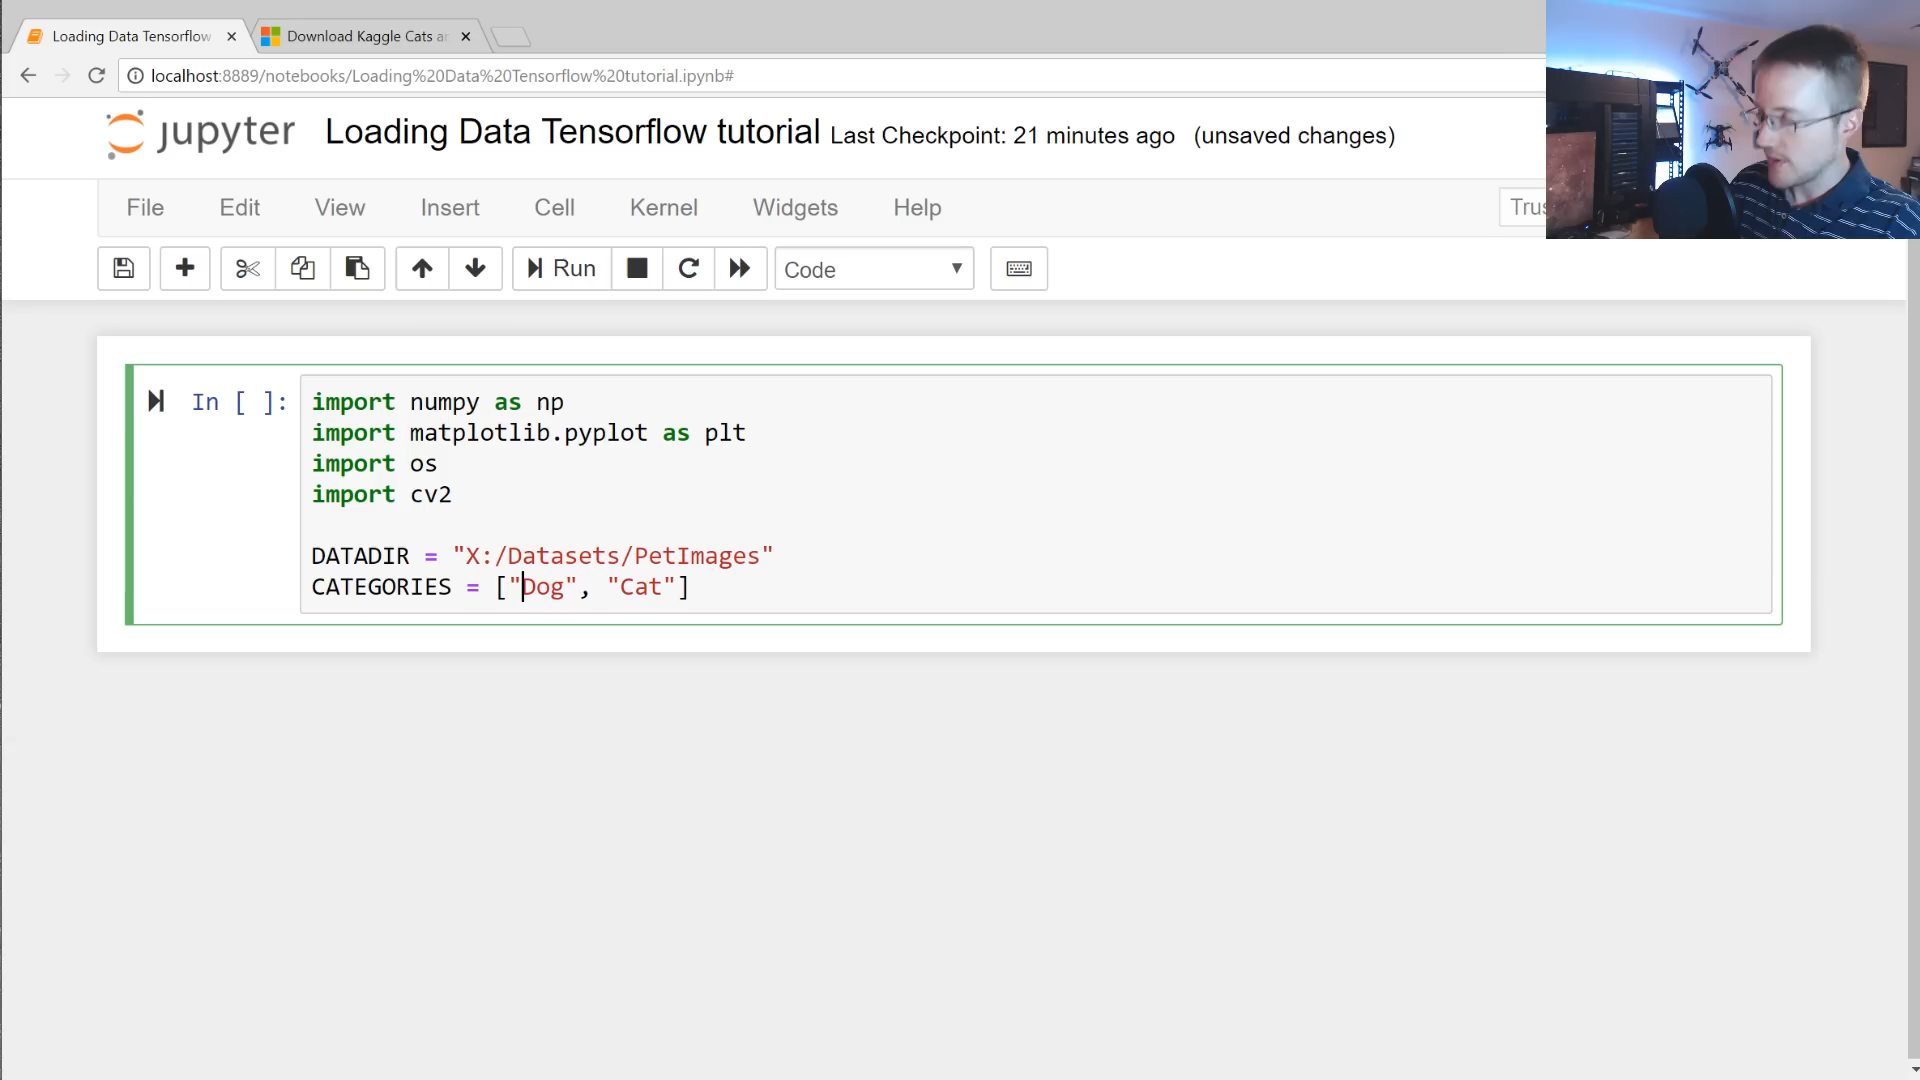 Loading Data Tensorflow
Download Kaggle Cats a
localhost:8889/notebooks/Loading%20Data%20Tensorflow%20tutorial.ipynb#
jupyter Loading Data Tensorflow tutorial Last Checkpoint: 21 minutes ago (unsaved changes)
File Edit View Insert Cell Kernel Widgets Help Trus
Run Code
In [ ]:
import numpy as np
import matplotlib.pyplot as plt
import os
import cv2
DATADIR = "X:/Datasets/PetImages"
CATEGORIES = ["Dog", "Cat"]